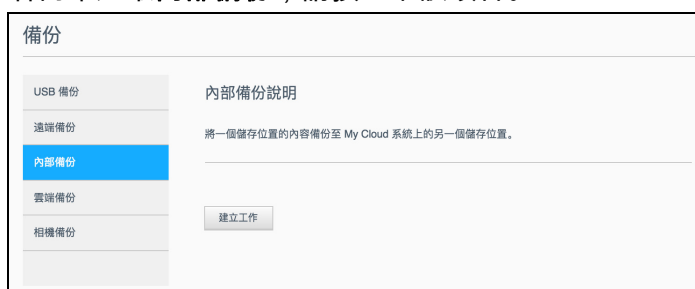 備份
USB 備份
遠端備份
內部備份
雲端備份
相機備份
內部備份說明
將一個儲存位置的內容備份至 My Cloud 系統上的另一個儲存位置。
建立工作